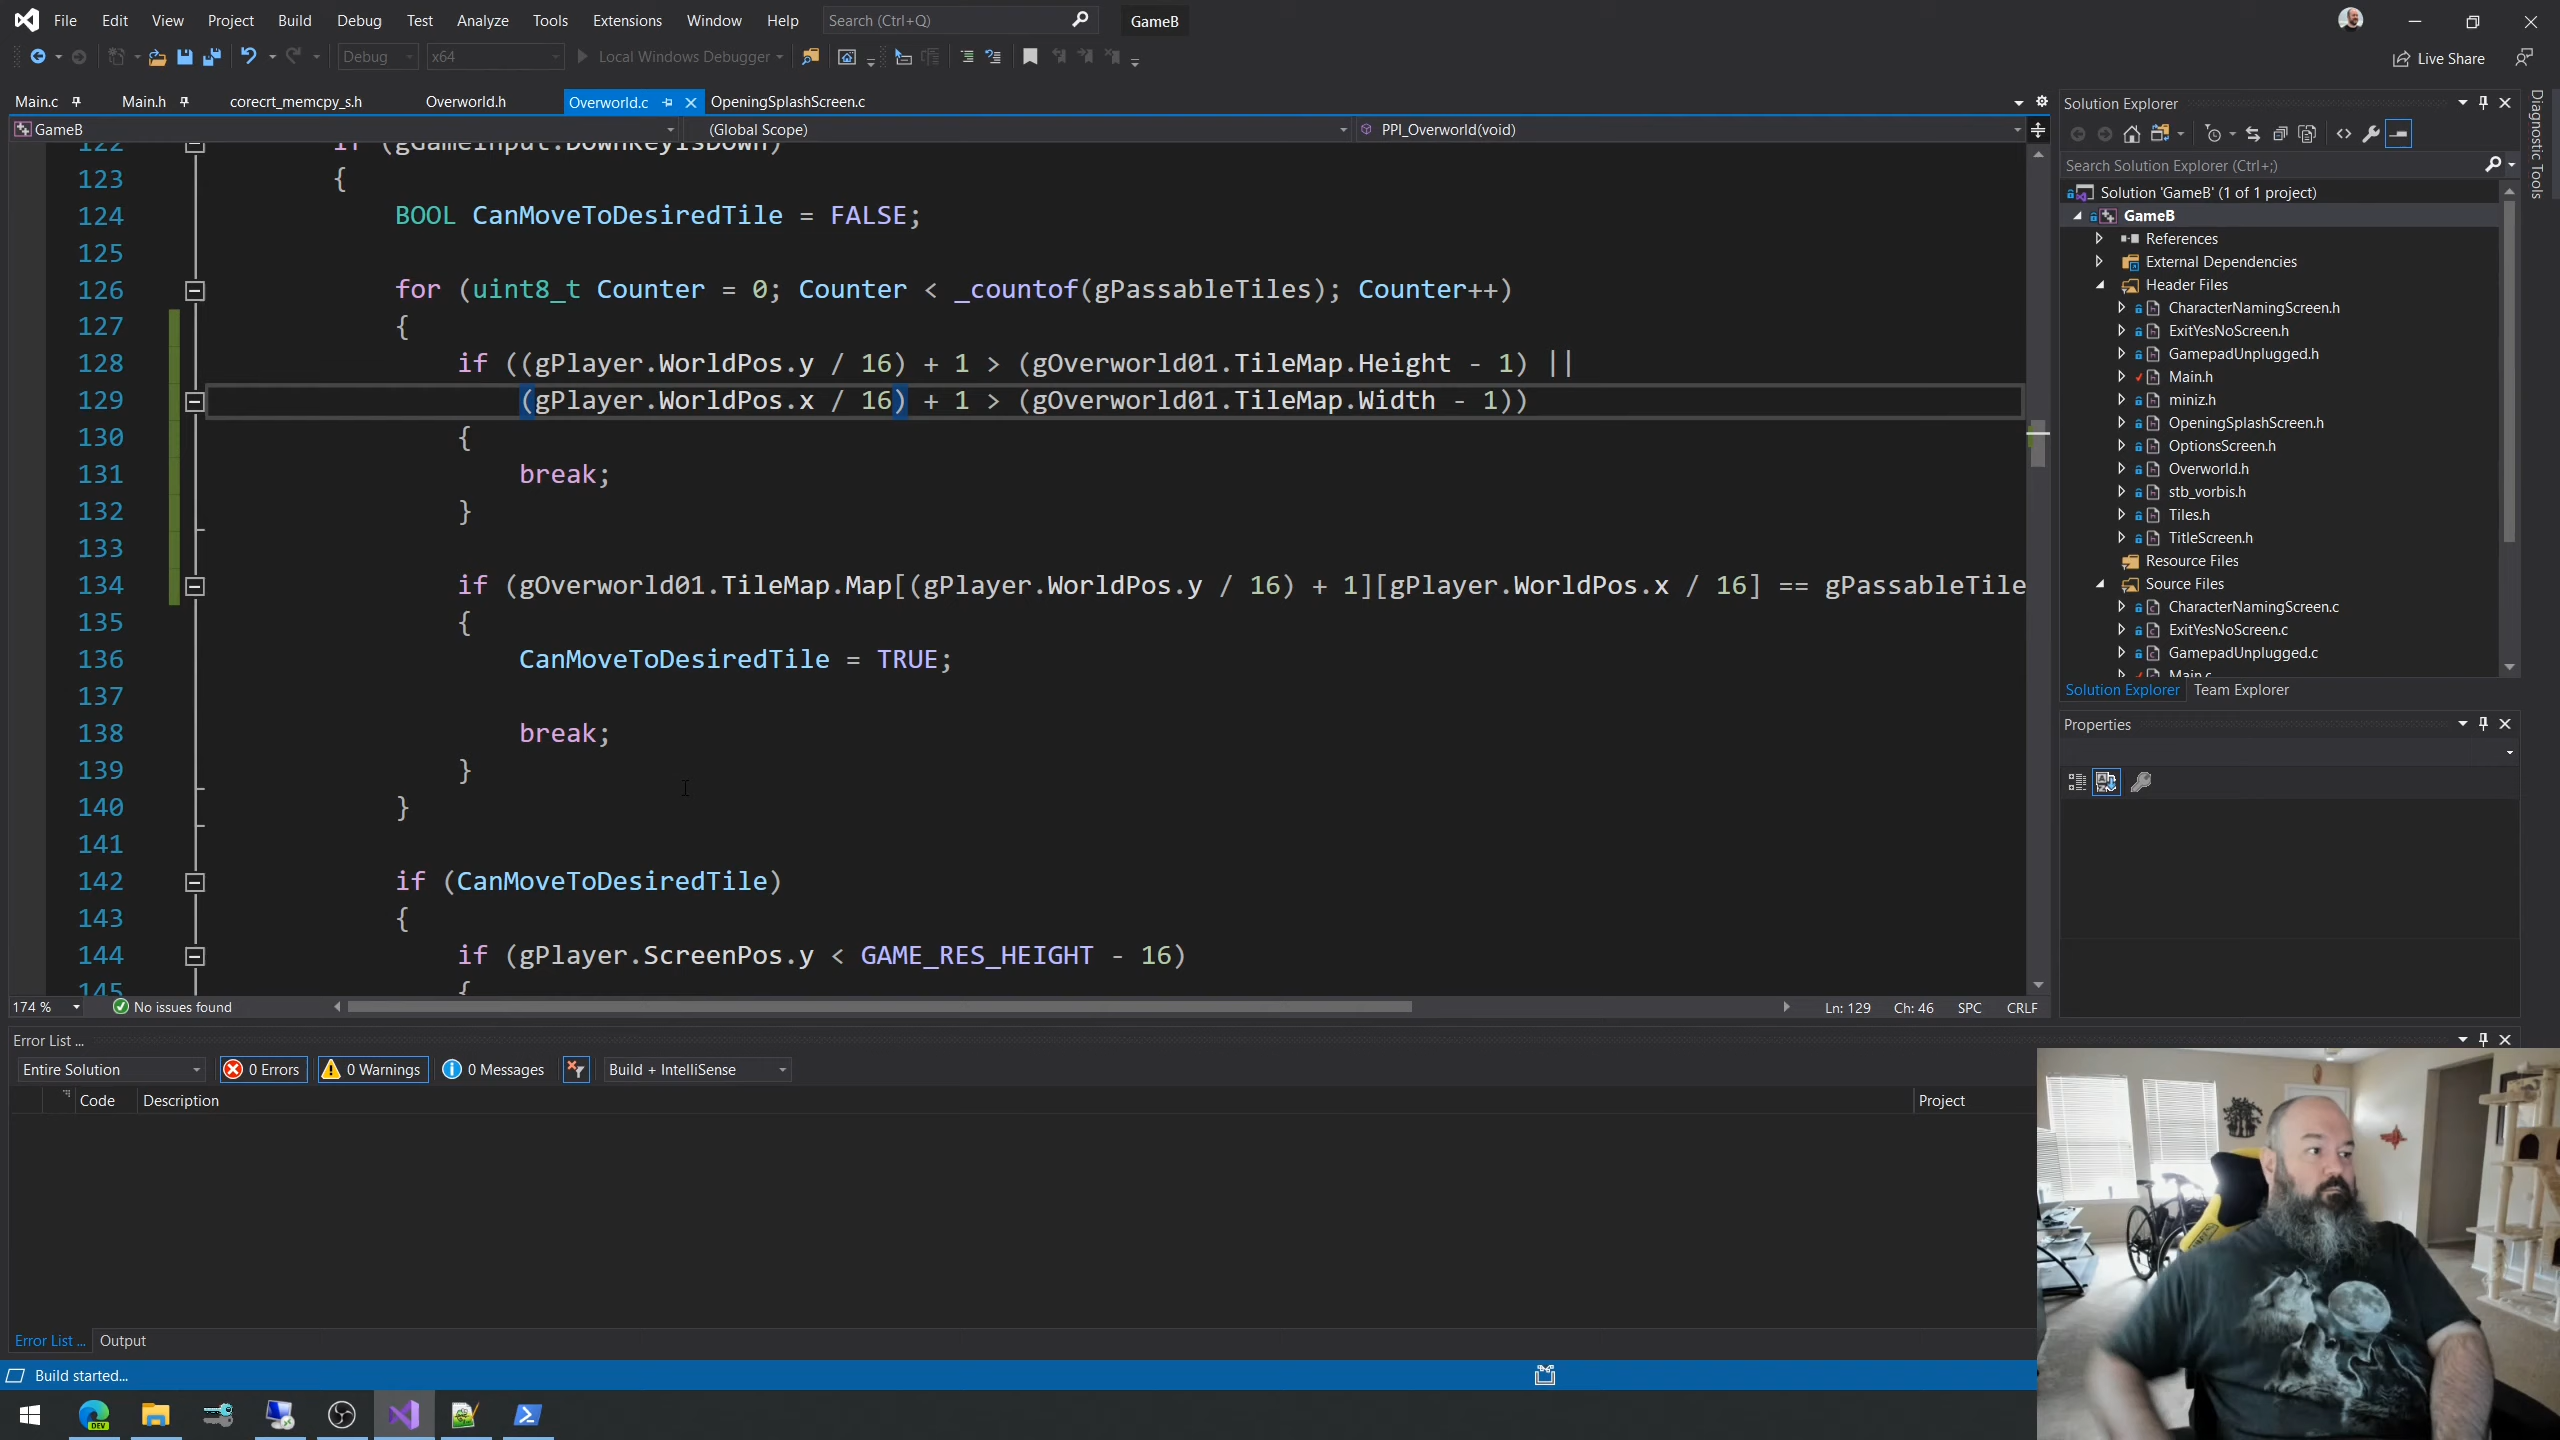 File Edit View Project Build Debug Test Analyze Tools Extensions Window Help Search (Ctrl+Q) GameB
Debug x64 Local Windows Debugger Live Share
Main.c Main.h corecrt_memcpy_s.h Overworld.h Overworld.c OpeningSplashScreen.c
GameB (Global Scope) PPI_Overworld(void)
122 if (gGameInput.DownKeyIsDown)
123 {
124 BOOL CanMoveToDesiredTile = FALSE;
125
126 for (uint8_t Counter = 0; Counter < _countof(gPassableTiles); Counter++)
127 {
128 if ((gPlayer.WorldPos.y / 16) + 1 > (gOverworld01.TileMap.Height - 1) ||
129 (gPlayer.WorldPos.x / 16) + 1 > (gOverworld01.TileMap.Width - 1))
130 {
131 break;
132 }
133
134 if (gOverworld01.TileMap.Map[(gPlayer.WorldPos.y / 16) + 1][gPlayer.WorldPos.x / 16] == gPassableTile
135 {
136 CanMoveToDesiredTile = TRUE;
137
138 break;
139 }
140 }
141
142 if (CanMoveToDesiredTile)
143 {
144 if (gPlayer.ScreenPos.y < GAME_RES_HEIGHT - 16)
145 {
174 % No issues found Ln: 129 Ch: 46 SPC CRLF
Error List ...
Entire Solution 0 Errors 0 Warnings 0 Messages Build + IntelliSense
Code Description Project
Error List ... Output
Build started...
Solution Explorer
Search Solution Explorer (Ctrl+;)
Solution 'GameB' (1 of 1 project)
GameB
References
External Dependencies
Header Files
CharacterNamingScreen.h
ExitYesNoScreen.h
GamepadUnplugged.h
Main.h
miniz.h
OpeningSplashScreen.h
OptionsScreen.h
Overworld.h
stb_vorbis.h
Tiles.h
TitleScreen.h
Resource Files
Source Files
CharacterNamingScreen.c
ExitYesNoScreen.c
GamepadUnplugged.c
Main.c
Solution Explorer Team Explorer
Properties
Diagnostic Tools
DEV